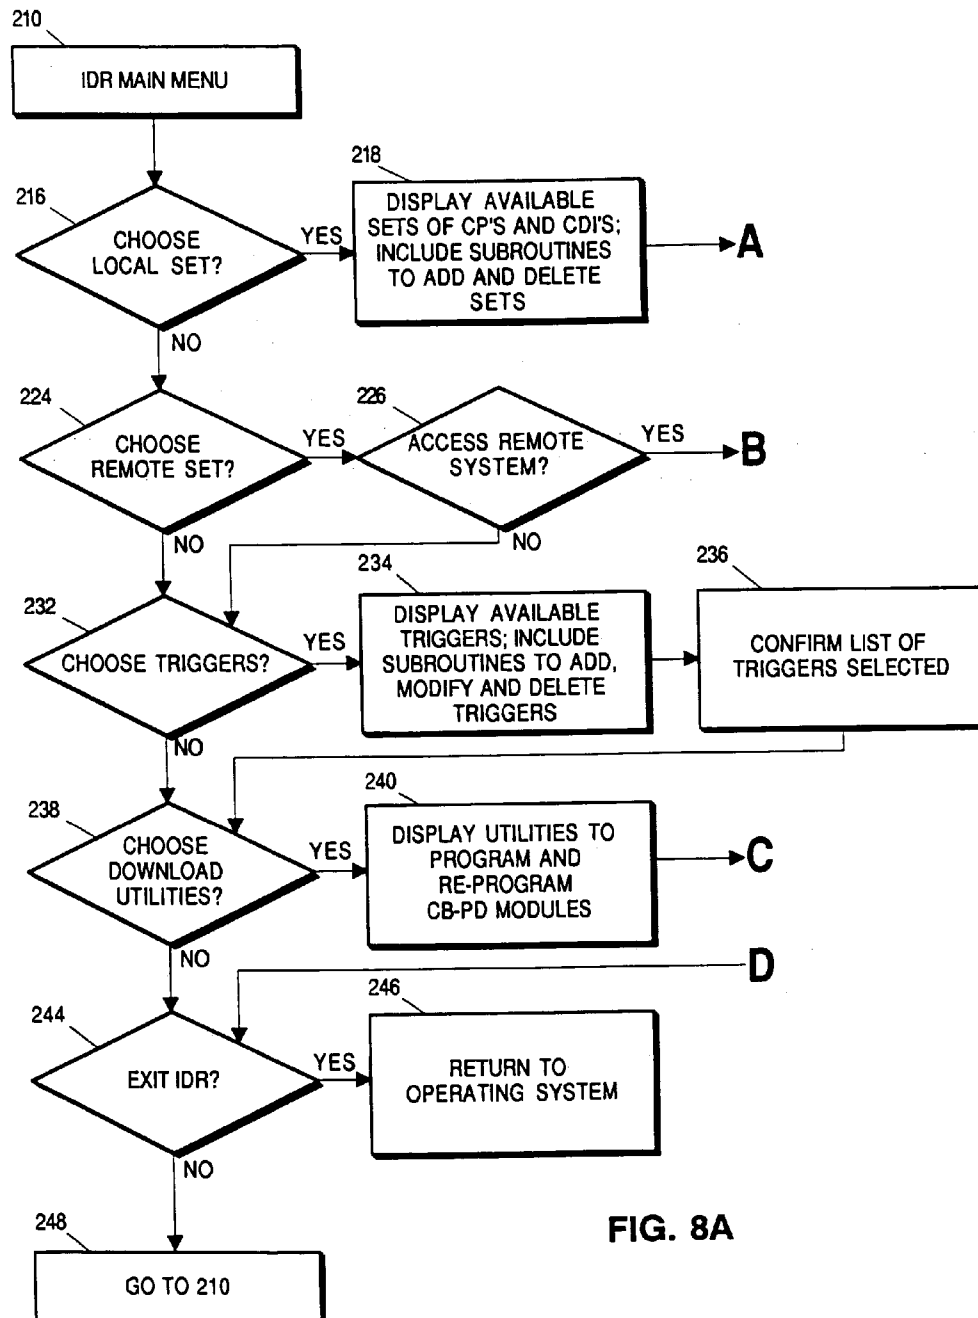 210
IDR MAIN MENU
216
CHOOSE
LOCAL SET?
YES
NO
218
DISPLAY AVAILABLE
SETS OF CP'S AND CDI'S;
INCLUDE SUBROUTINES
TO ADD AND DELETE
SETS
A
224
CHOOSE
REMOTE SET?
YES
NO
226
ACCESS REMOTE
SYSTEM?
YES
NO
B
232
CHOOSE TRIGGERS?
YES
NO
234
DISPLAY AVAILABLE
TRIGGERS; INCLUDE
SUBROUTINES TO ADD,
MODIFY AND DELETE
TRIGGERS
236
CONFIRM LIST OF
TRIGGERS SELECTED
238
CHOOSE
DOWNLOAD
UTILITIES?
YES
NO
240
DISPLAY UTILITIES TO
PROGRAM AND
RE-PROGRAM
CB-PD MODULES
C
D
244
EXIT IDR?
YES
NO
246
RETURN TO
OPERATING SYSTEM
248
GO TO 210
FIG. 8A